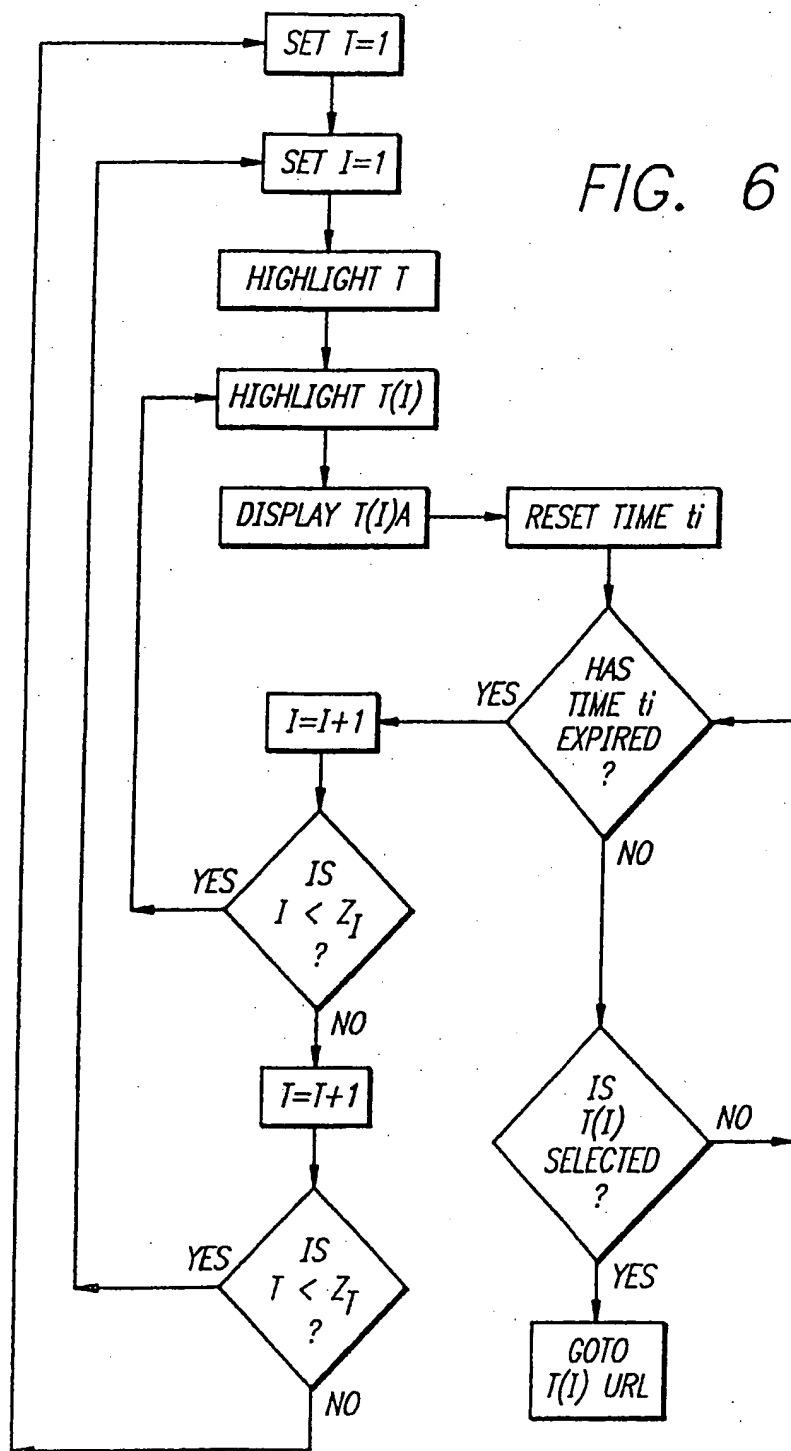 SET T=1
SET I=1
FIG. 6
HIGHLIGHT T
HIGHLIGHT T(I)
DISPLAY T(I)A
RESET TIME ti
HAS
TIME ti
EXPIRED
?
YES
NO
I=I+1
IS
I < Z_I
?
YES
NO
T=T+1
IS
T(I)
SELECTED
?
NO
YES
IS
T < Z_T
?
YES
NO
GOTO
T(I) URL